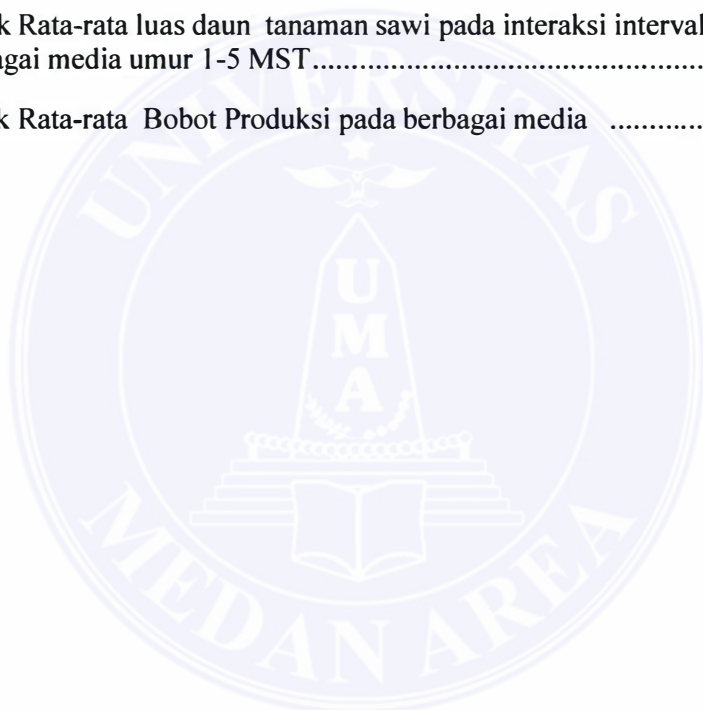 k Rata-rata luas daun tanaman sawi pada interaksi interval
agai media umur 1-5 MST......................................................
k Rata-rata Bobot Produksi pada berbagai media .............
UNIVERSITAS
UMA
MEDAN AREA